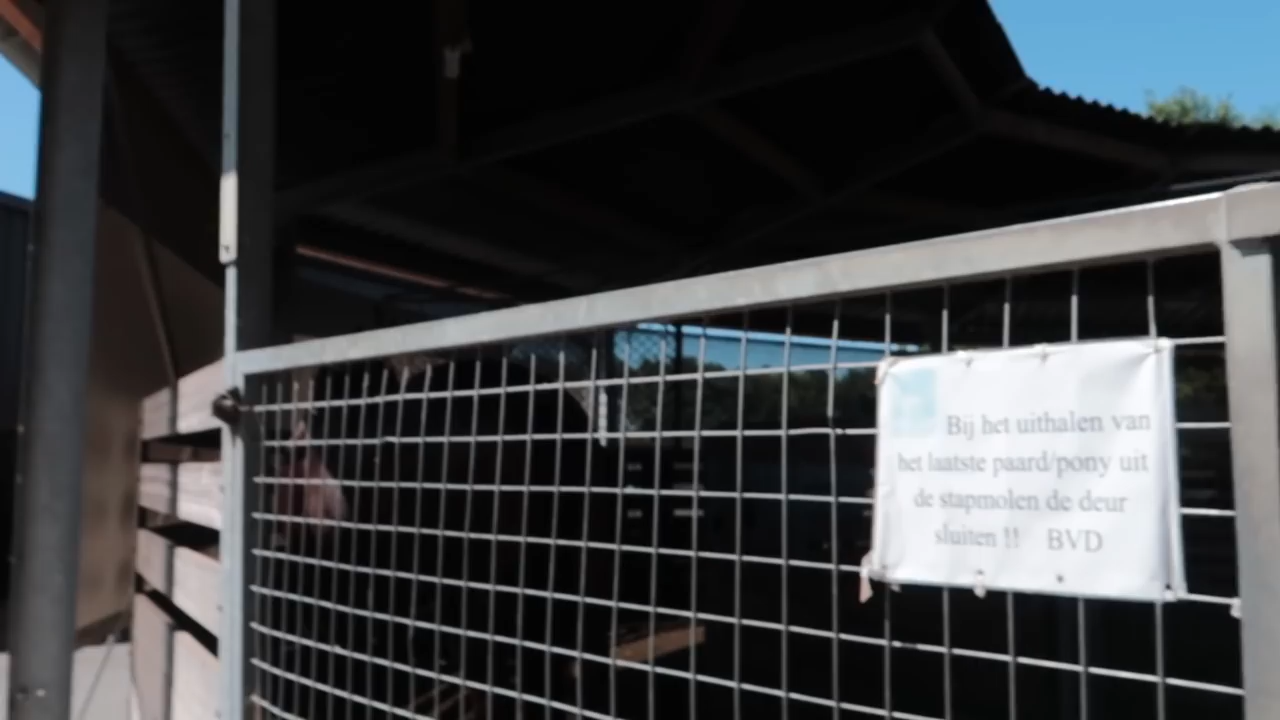 Bij het uithalen van
het laatste paard/pony uit
de stapmolen de deur
sluiten !! BVD